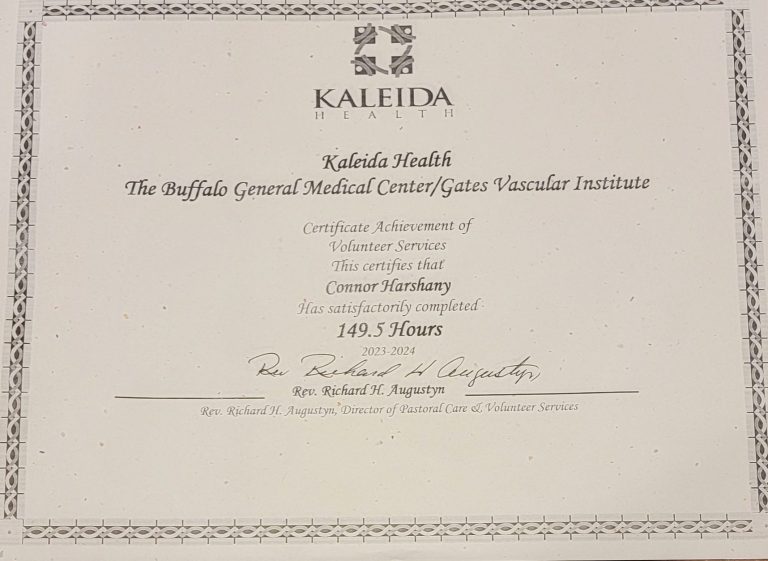 KALEIDA
HEALTH
Kaleida Health
The Buffalo General Medical Center/Gates Vascular Institute
Certificate Achievement of
Volunteer Services
This certifies that
Connor Harshany
Has satisfactorily completed
149.5 Hours
2023-2024
Rev Richard H Augustyn
Rev. Richard H. Augustyn
Rev. Richard H. Augustyn, Director of Pastoral Care & Volunteer Services